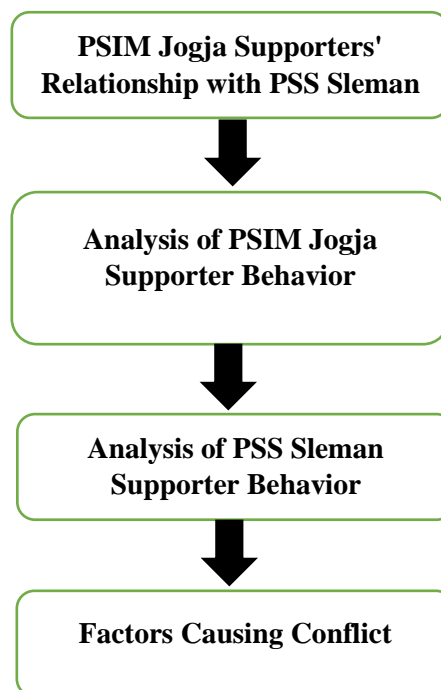 PSIM Jogja Supporters'
Relationship with PSS Sleman
Analysis of PSIM Jogja
Supporter Behavior
Analysis of PSS Sleman
Supporter Behavior
Factors Causing Conflict